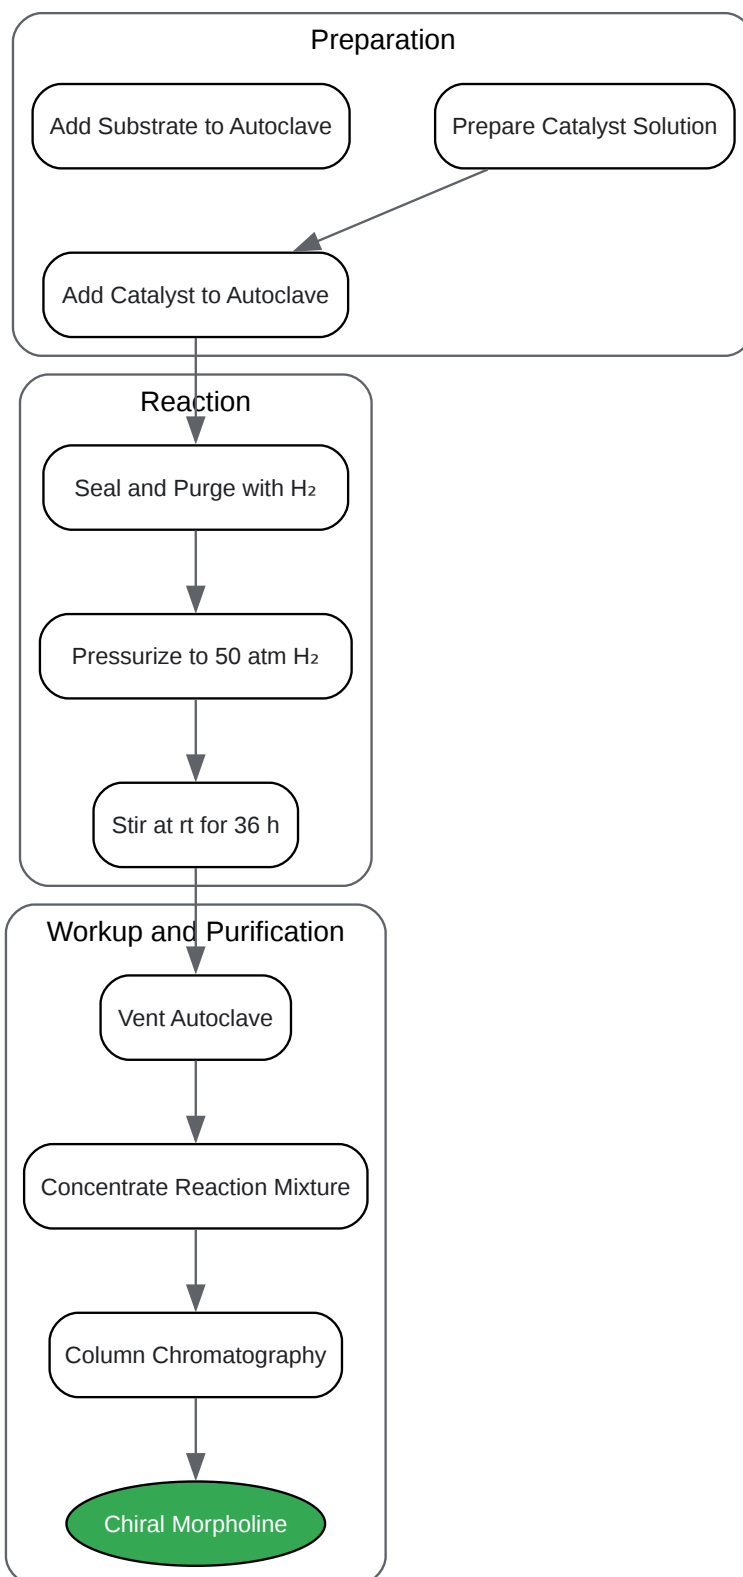 Preparation
Add Substrate to Autoclave
Prepare Catalyst Solution
Add Catalyst to Autoclave
Reaction
Seal and Purge with H₂
Pressurize to 50 atm H₂
Stir at rt for 36 h
Workup and Purification
Vent Autoclave
Concentrate Reaction Mixture
Column Chromatography
Chiral Morpholine